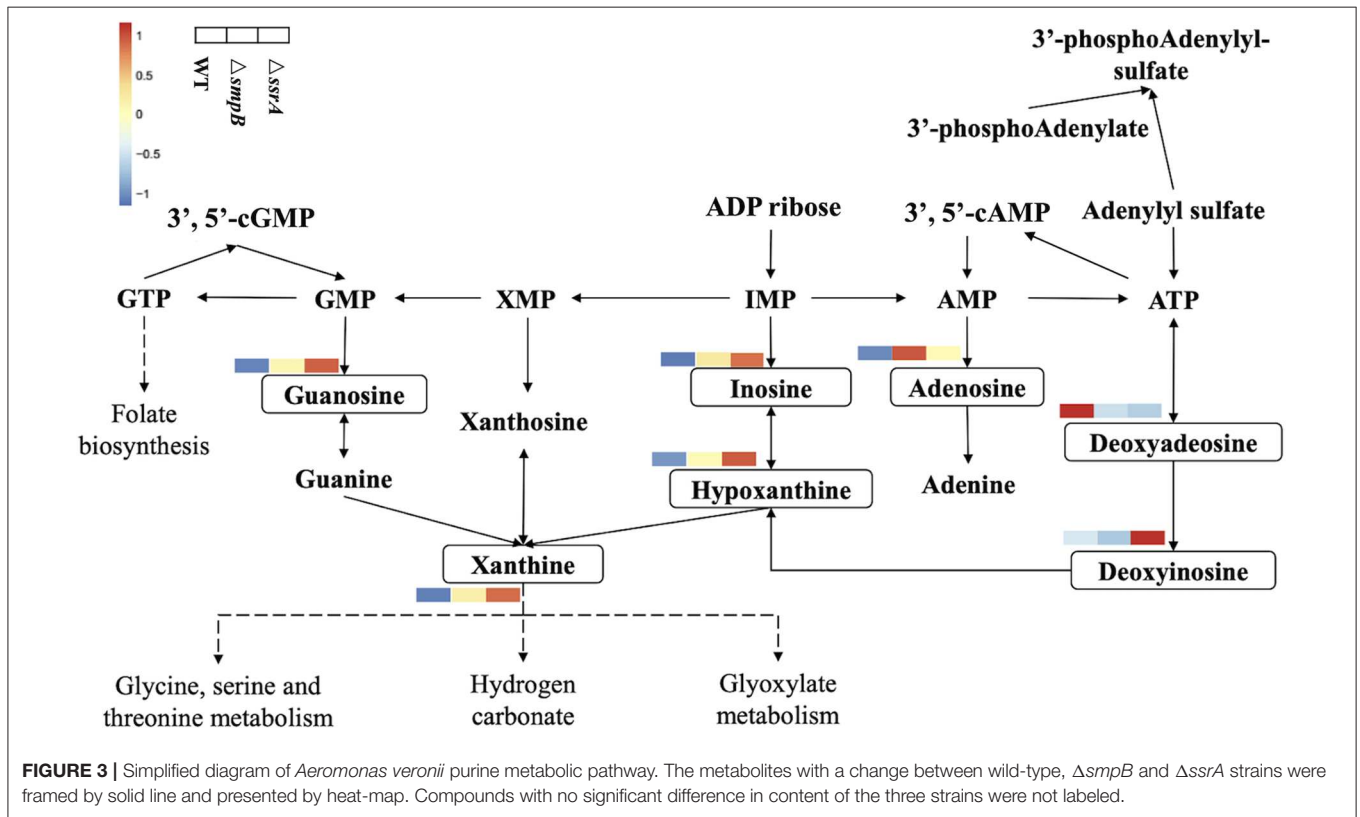 1
0.5
0
−0.5
−1
WT
△smpB
△ssrA
3’-phosphoAdenylyl-
sulfate
3’-phosphoAdenylate
3’, 5’-cGMP
ADP ribose
3’, 5’-cAMP
Adenylyl sulfate
GTP
GMP
XMP
IMP
AMP
ATP
Guanosine
Inosine
Adenosine
Folate
biosynthesis
Xanthosine
Deoxyadeosine
Guanine
Hypoxanthine
Adenine
Xanthine
Deoxyinosine
Glycine, serine and
threonine metabolism
Hydrogen
carbonate
Glyoxylate
metabolism
FIGURE 3 | Simplified diagram of Aeromonas veronii purine metabolic pathway. The metabolites with a change between wild-type, ΔsmpB and ΔssrA strains were
framed by solid line and presented by heat-map. Compounds with no significant difference in content of the three strains were not labeled.